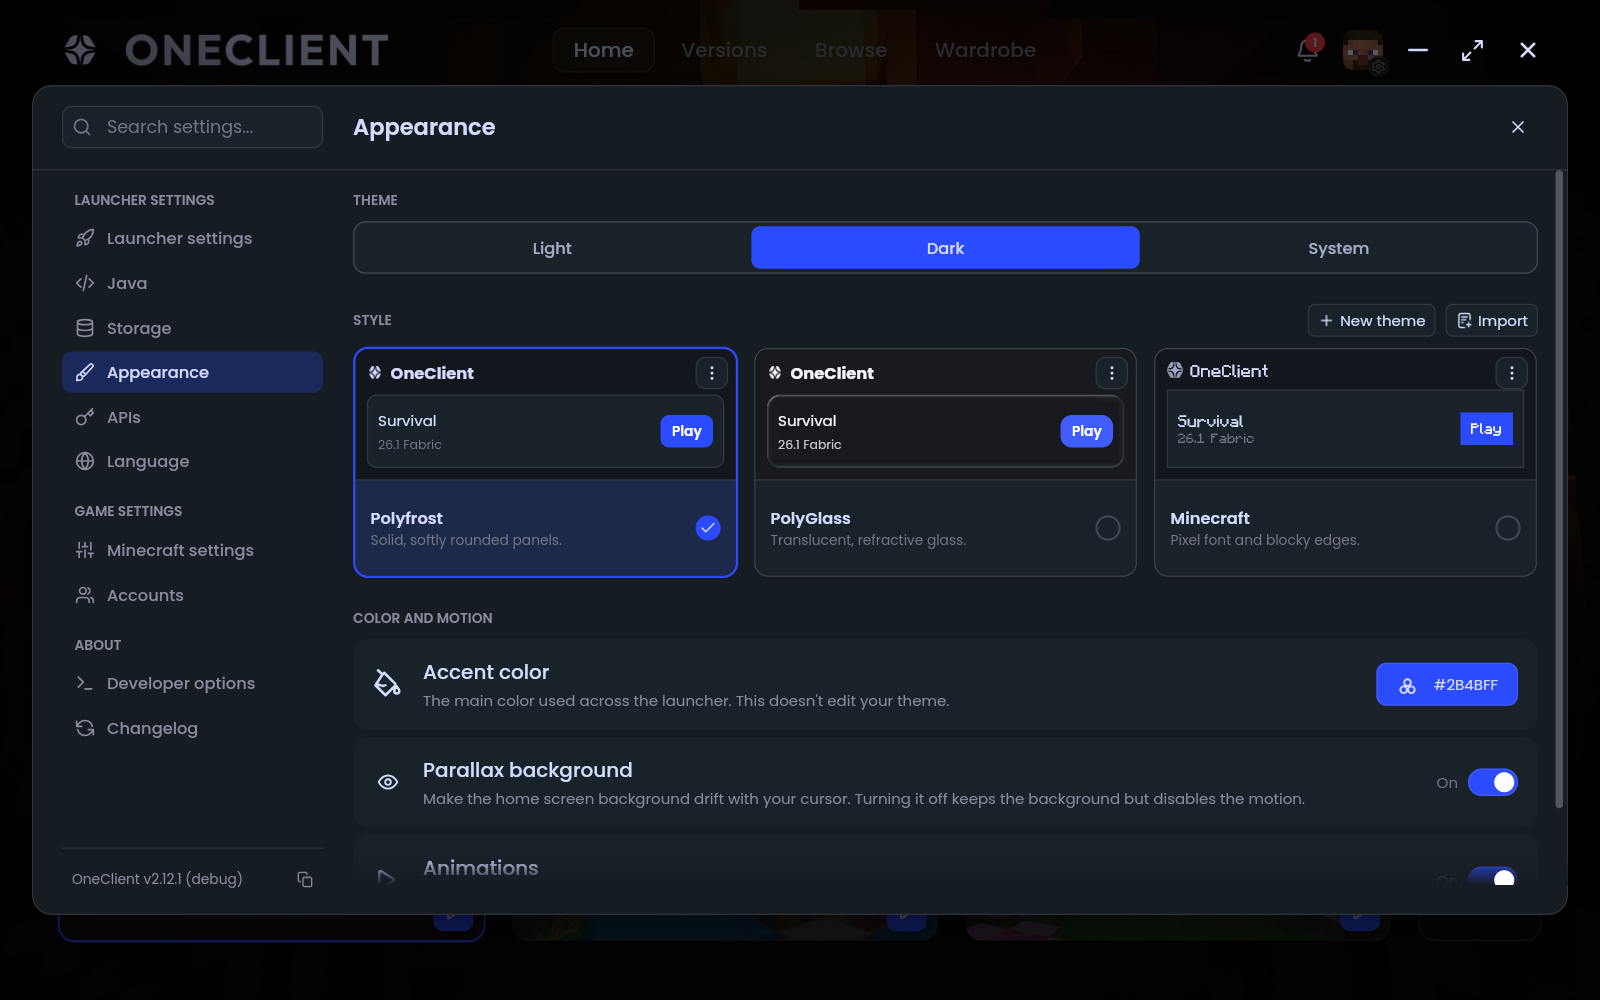 ONECLIENT
Home
Versions
Browse
Wardrobe
1
Search settings...
Appearance
LAUNCHER SETTINGS
Launcher settings
Java
Storage
Appearance
APIs
Language
GAME SETTINGS
Minecraft settings
Accounts
ABOUT
Developer options
Changelog
OneClient v2.12.1 (debug)
THEME
Light
Dark
System
STYLE
New theme
Import
OneClient
Survival
26.1 Fabric
Play
Polyfrost
Solid, softly rounded panels.
OneClient
Survival
26.1 Fabric
Play
PolyGlass
Translucent, refractive glass.
OneClient
Survival
26.1 Fabric
Play
Minecraft
Pixel font and blocky edges.
COLOR AND MOTION
Accent color
The main color used across the launcher. This doesn't edit your theme.
#2B4BFF
Parallax background
Make the home screen background drift with your cursor. Turning it off keeps the background but disables the motion.
On
Animations
On